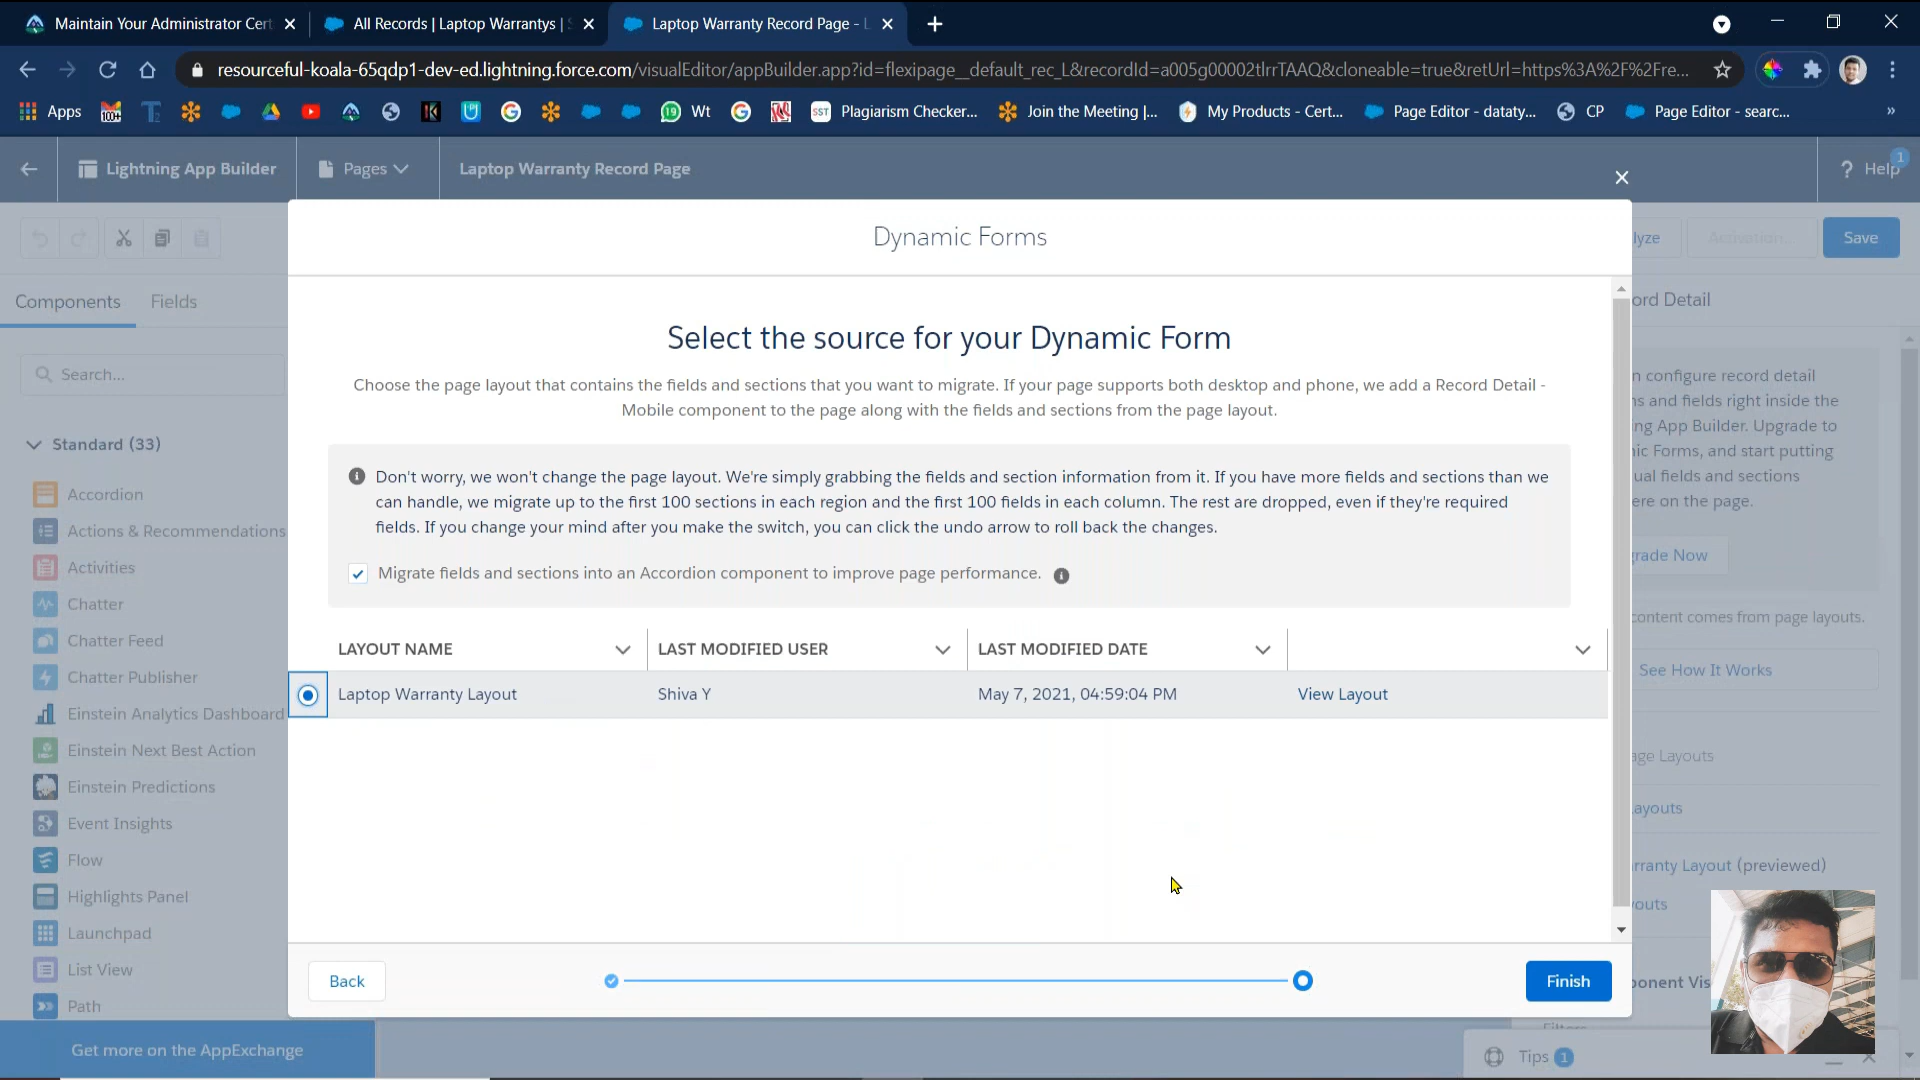 Maintain Your Administrator Cert
All Records | Laptop Warrantys |
Laptop Warranty Record Page -
resourceful-koala-65qdp1-dev-ed.lightning.force.com/visualEditor/appBuilder.app?id=flexipage__default_rec_L&recordId=a005g00002tlrrTAAQ&cloneable=true&retUrl=https%3A%2F%2Fre...
Apps
100+
19
Wt
SST
Plagiarism Checker...
Join the Meeting |...
My Products - Cert...
Page Editor - dataty...
CP
Page Editor - searc...
»
Lightning App Builder
Pages
Laptop Warranty Record Page
? Help
1
lyze
Activation...
Save
Components
Fields
Search...
Standard (33)
Accordion
Actions & Recommendations
Activities
Chatter
Chatter Feed
Chatter Publisher
Einstein Analytics Dashboard
Einstein Next Best Action
Einstein Predictions
Event Insights
Flow
Highlights Panel
Launchpad
List View
Path
Get more on the AppExchange
Dynamic Forms
Select the source for your Dynamic Form
Choose the page layout that contains the fields and sections that you want to migrate. If your page supports both desktop and phone, we add a Record Detail -
Mobile component to the page along with the fields and sections from the page layout.
Don't worry, we won't change the page layout. We're simply grabbing the fields and section information from it. If you have more fields and sections than we
can handle, we migrate up to the first 100 sections in each region and the first 100 fields in each column. The rest are dropped, even if they're required
fields. If you change your mind after you make the switch, you can click the undo arrow to roll back the changes.
Migrate fields and sections into an Accordion component to improve page performance.
LAYOUT NAME
LAST MODIFIED USER
LAST MODIFIED DATE
Laptop Warranty Layout
Shiva Y
May 7, 2021, 04:59:04 PM
View Layout
Back
Finish
ord Detail
n configure record detail
ns and fields right inside the
ng App Builder. Upgrade to
ic Forms, and start putting
ual fields and sections
ere on the page.
grade Now
content comes from page layouts.
See How It Works
age Layouts
ayouts
rranty Layout (previewed)
youts
ponent Vis
Filters
Tips 1